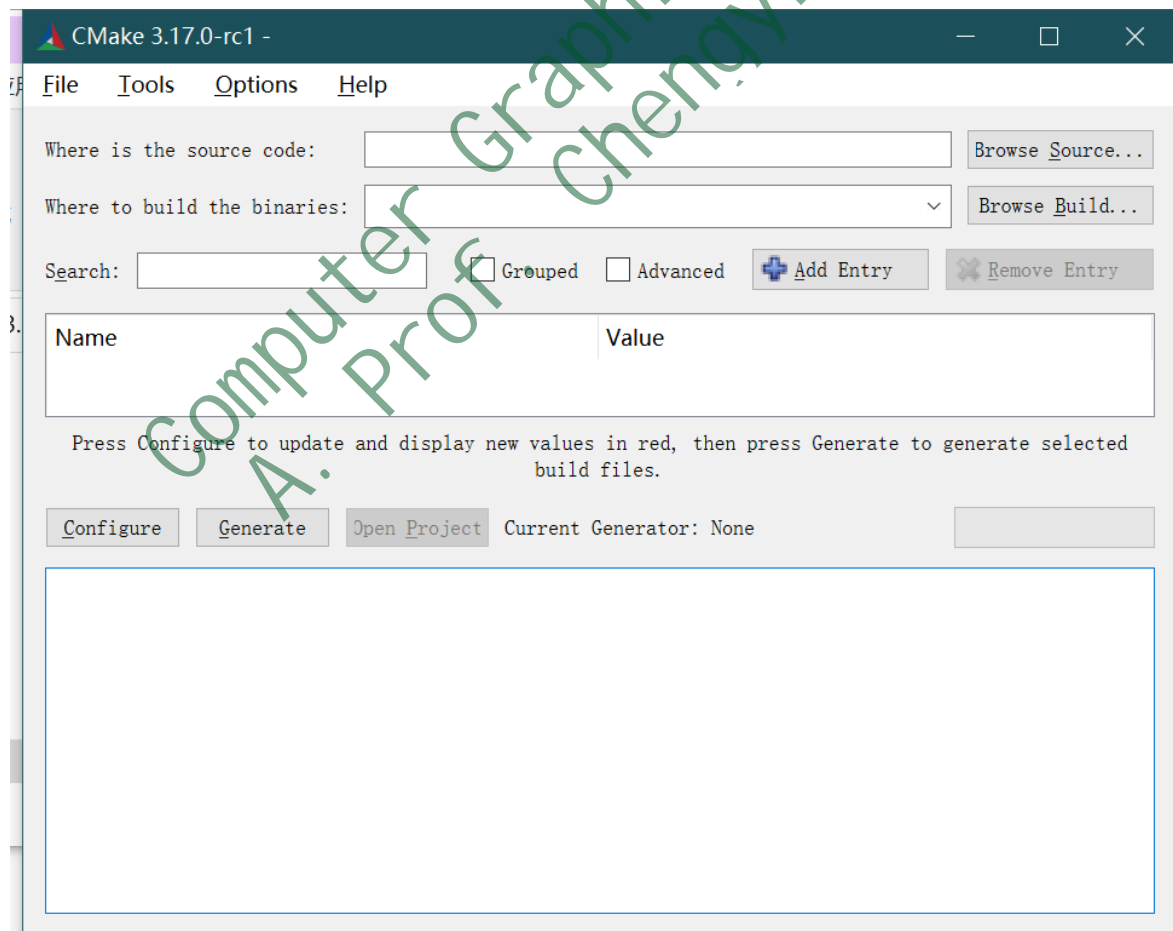 CMake 3.17.0-rc1 -
File Tools Options Help
Where is the source code: Browse Source...
Where to build the binaries: Browse Build...
Search: Grouped Advanced Add Entry Remove Entry
Name Value
Press Configure to update and display new values in red, then press Generate to generate selected
build files.
Configure Generate Open Project Current Generator: None
Computer
A. Prof.